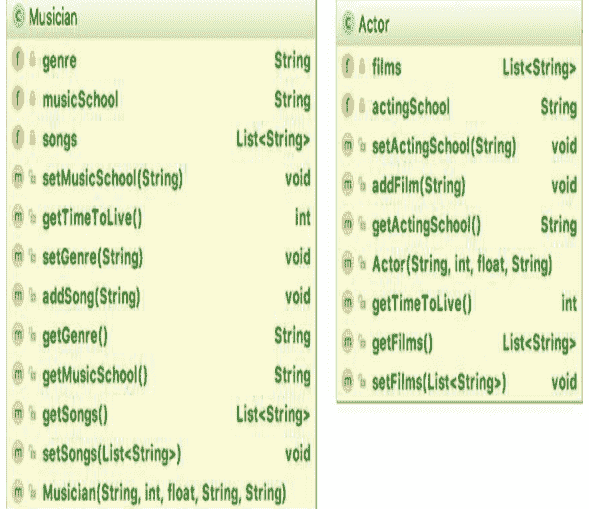 Musician
genre String
musicSchool String
songs List<String>
setMusicSchool(String) void
getTimeToLive() int
setGenre(String) void
addSong(String) void
getGenre() String
getMusicSchool() String
getSongs() List<String>
setSongs(List<String>) void
Musician(String, int, float, String, String)
Actor
films List<String>
actingSchool String
setActingSchool(String) void
addFilm(String) void
getActingSchool() String
Actor(String, int, float, String)
getTimeToLive() int
getFilms() List<String>
setFilms(List<String>) void